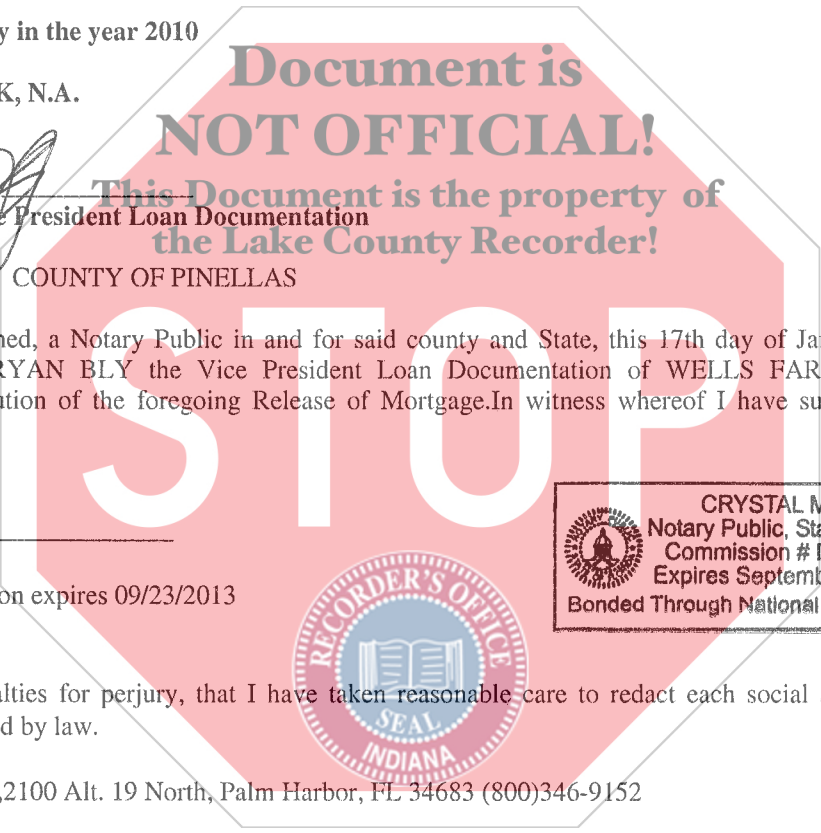 y in the year 2010
Document is
K, N.A.
NOT OFFICIAL!
This Document is the property of
President Loan Documentation
the Lake County Recorder!
COUNTY OF PINELLAS
ned, a Notary Public in and for said county and State, this 17th day of Ja
RYAN BLY the Vice President Loan Documentation of WELLS FAR
ution of the foregoing Release of Mortgage.In witness whereof I have su
STOP
CRYSTAL M
Notary Public, Sta
Commission #
Expires Septemb
Bonded Through National
on expires 09/23/2013
RECORDER'S OFFICE
SEAL
INDIANA
alties for perjury, that I have taken reasonable care to redact each social
d by law.
,2100 Alt. 19 North, Palm Harbor, FL 34683 (800)346-9152